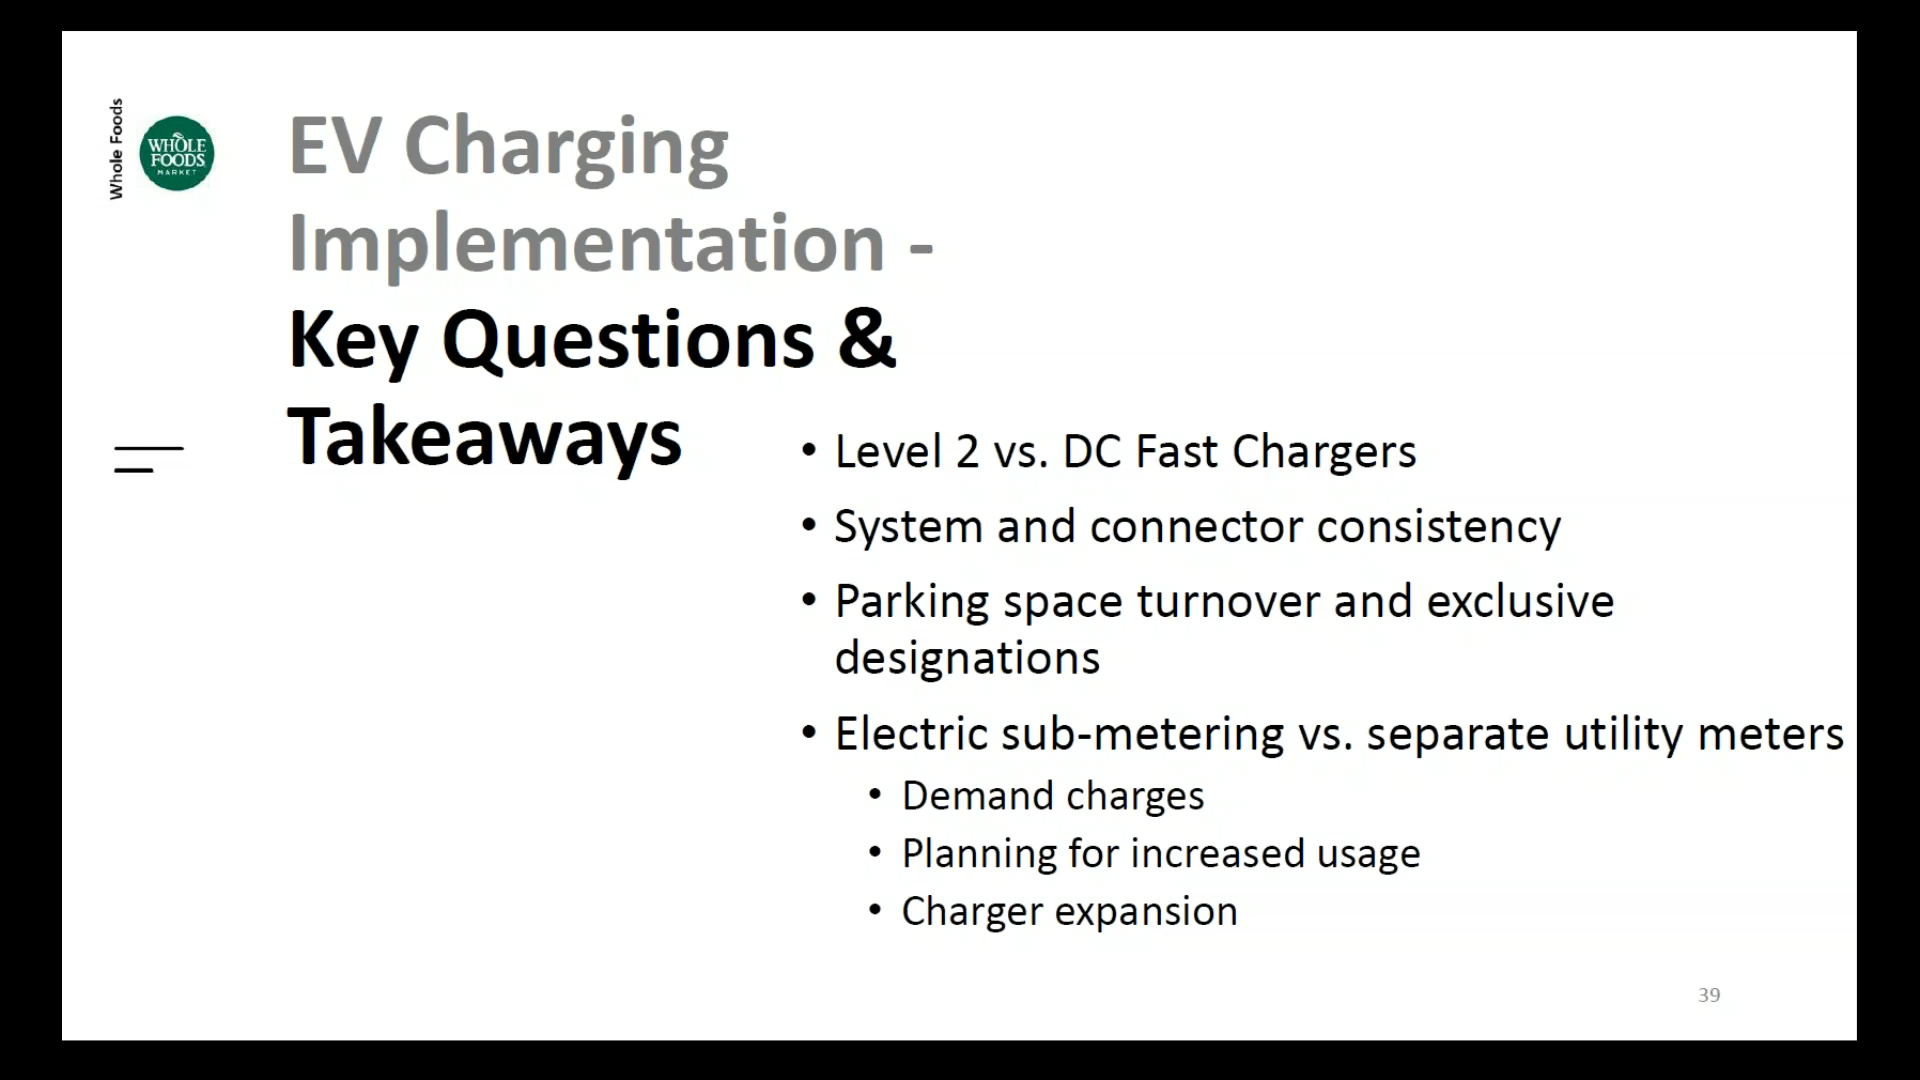 Whole Foods
WHOLE
FOODS
MARKET
EV Charging
Implementation -
Key Questions &
Takeaways
• Level 2 vs. DC Fast Chargers
• System and connector consistency
• Parking space turnover and exclusive
designations
• Electric sub-metering vs. separate utility meters
• Demand charges
• Planning for increased usage
• Charger expansion
39